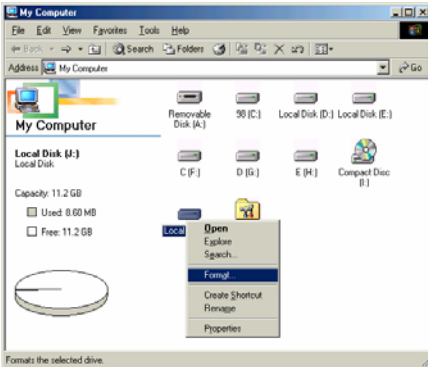 My Computer
File Edit View Favorites Tools Help
Back Search Folders
Address My Computer Go
My Computer
Local Disk (J:)
Local Disk
Capacity: 11.2 GB
Used: 8.60 MB
Free: 11.2 GB
Removable Disk (A:)
98 (C:)
Local Disk (D:)
Local Disk (E:)
C (F:)
D (G:)
E (H:)
Compact Disc (I:)
Local
Open
Explore
Search...
Format...
Create Shortcut
Rename
Properties
Formats the selected drive.